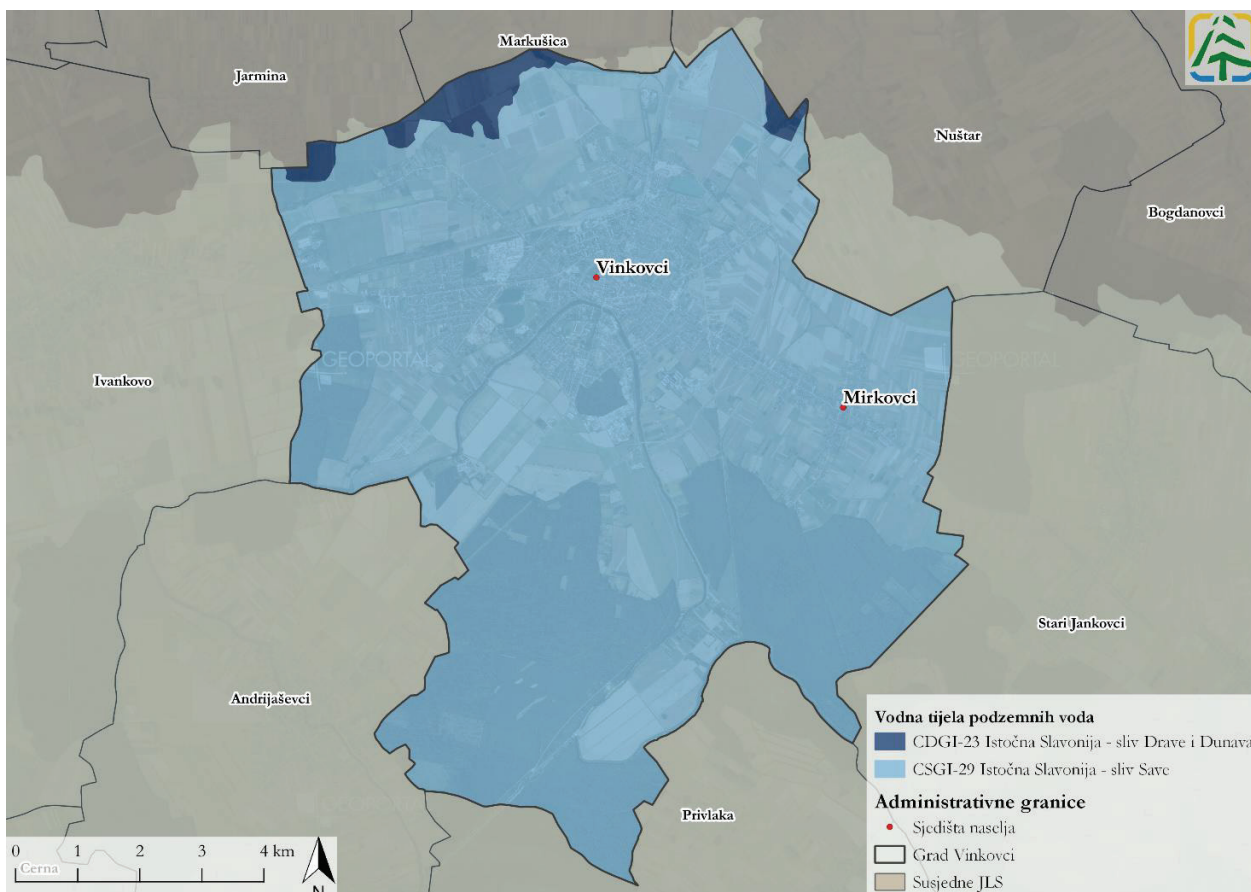 Markušica
Jarmina
Nuštar
Bogdanovci
Vinkovci
GEOPORTAL
GEOPORTAL
Ivankovo
Mirkovci
Stari Jankovci
Andrijaševci
Privlaka
Cerna
Vodna tijela podzemnih voda
CDGI-23 Istočna Slavonija - sliv Drave i Dunava
CSGI-29 Istočna Slavonija - sliv Save
Administrativne granice
Sjedišta naselja
Grad Vinkovci
Susjedne JLS
0 1 2 3 4 km
N